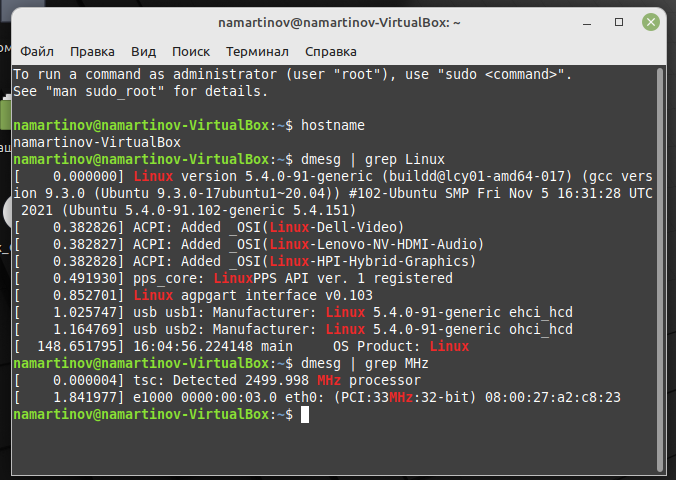 namartinov@namartinov-VirtualBox: ~
Файл Правка Вид Поиск Терминал Справка
To run a command as administrator (user "root"), use "sudo <command>".
See "man sudo_root" for details.
namartinov@namartinov-VirtualBox:~$ hostname
namartinov-VirtualBox
namartinov@namartinov-VirtualBox:~$ dmesg | grep Linux
[    0.000000] Linux version 5.4.0-91-generic (buildd@lcy01-amd64-017) (gcc vers
ion 9.3.0 (Ubuntu 9.3.0-17ubuntu1~20.04)) #102-Ubuntu SMP Fri Nov 5 16:31:28 UTC
 2021 (Ubuntu 5.4.0-91.102-generic 5.4.151)
[    0.382826] ACPI: Added _OSI(Linux-Dell-Video)
[    0.382827] ACPI: Added _OSI(Linux-Lenovo-NV-HDMI-Audio)
[    0.382828] ACPI: Added _OSI(Linux-HPI-Hybrid-Graphics)
[    0.491930] pps_core: LinuxPPS API ver. 1 registered
[    0.852701] Linux agpgart interface v0.103
[    1.025747] usb usb1: Manufacturer: Linux 5.4.0-91-generic ehci_hcd
[    1.164769] usb usb2: Manufacturer: Linux 5.4.0-91-generic ohci_hcd
[  148.651795] 16:04:56.224148 main     OS Product: Linux
namartinov@namartinov-VirtualBox:~$ dmesg | grep MHz
[    0.000004] tsc: Detected 2499.998 MHz processor
[    1.841977] e1000 0000:00:03.0 eth0: (PCI:33MHz:32-bit) 08:00:27:a2:c8:23
namartinov@namartinov-VirtualBox:~$